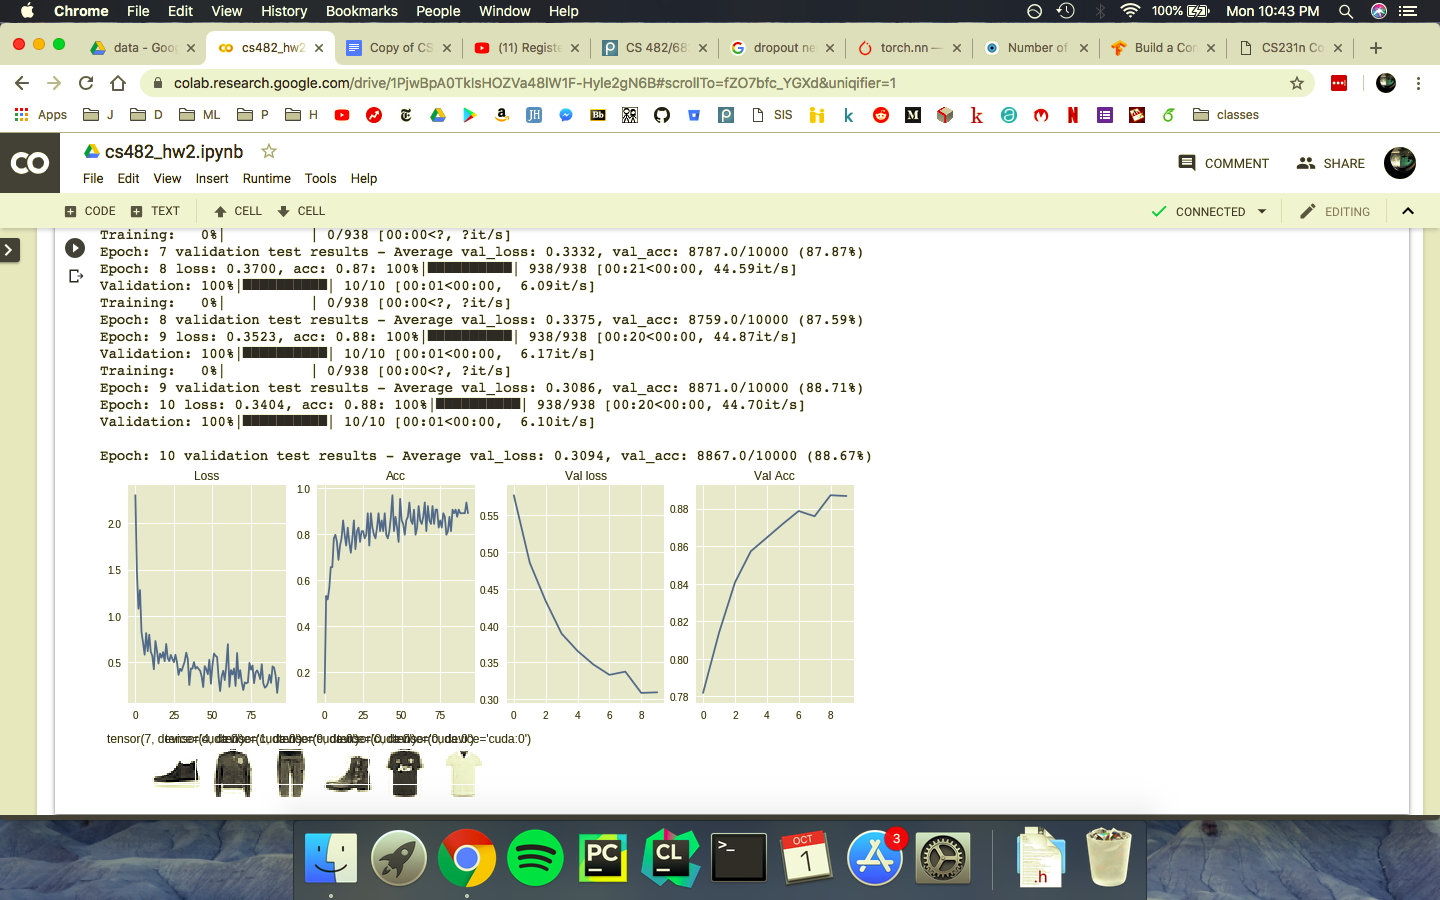 Chrome File Edit View History Bookmarks People Window Help 100% Mon 10:43 PM
data - Goo cs482_hw2 Copy of CS (11) Registe CS 482/682 dropout ne torch.nn — Number of Build a Con CS231n Co
colab.research.google.com/drive/1PjwBpA0TklsHOZVa48lW1F-Hyle2gN6B#scrollTo=fZO7bfc_YGXd&uniqifier=1
Apps J D ML P H SIS classes
CO cs482_hw2.ipynb
COMMENT SHARE
File Edit View Insert Runtime Tools Help
CODE TEXT CELL CELL CONNECTED EDITING
Training: 0%| | 0/938 [00:00<?, ?it/s]
Epoch: 7 validation test results - Average val_loss: 0.3332, val_acc: 8787.0/10000 (87.87%)
Epoch: 8 loss: 0.3700, acc: 0.87: 100%|██████████| 938/938 [00:21<00:00, 44.59it/s]
Validation: 100%|██████████| 10/10 [00:01<00:00, 6.09it/s]
Training: 0%| | 0/938 [00:00<?, ?it/s]
Epoch: 8 validation test results - Average val_loss: 0.3375, val_acc: 8759.0/10000 (87.59%)
Epoch: 9 loss: 0.3523, acc: 0.88: 100%|██████████| 938/938 [00:20<00:00, 44.87it/s]
Validation: 100%|██████████| 10/10 [00:01<00:00, 6.17it/s]
Training: 0%| | 0/938 [00:00<?, ?it/s]
Epoch: 9 validation test results - Average val_loss: 0.3086, val_acc: 8871.0/10000 (88.71%)
Epoch: 10 loss: 0.3404, acc: 0.88: 100%|██████████| 938/938 [00:20<00:00, 44.70it/s]
Validation: 100%|██████████| 10/10 [00:01<00:00, 6.10it/s]
Epoch: 10 validation test results - Average val_loss: 0.3094, val_acc: 8867.0/10000 (88.67%)
Loss Acc Val loss Val Acc
2.0 1.5 1.0 0.5
0 25 50 75
1.0 0.8 0.6 0.4 0.2
0 25 50 75
0.55 0.50 0.45 0.40 0.35 0.30
0 2 4 6 8
0.88 0.86 0.84 0.82 0.80 0.78
0 2 4 6 8
tensor(7, device='cuda:0')
PC CL >_ OCT 1 3 .h